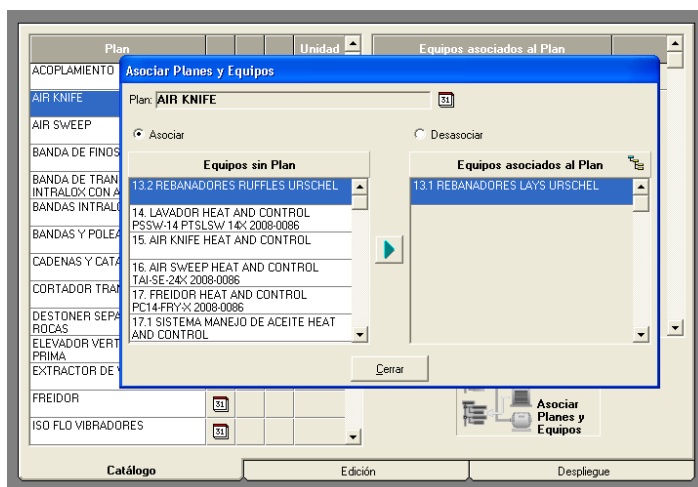 Plan
Unidad
Equipos asociados al Plan
ACOPLAMIENTO
AIR KNIFE
AIR SWEEP
BANDA DE FINOS
BANDA DE TRAN
INTRALOX CON A
BANDAS INTRAL
BANDAS Y POLEA
CADENAS Y CATA
CORTADOR TRAN
DESTONER SEPA
ROCAS
ELEVADOR VERT
PRIMA
EXTRACTOR DE
FREIDOR
31
ISO FLO VIBRADORES
31
Asociar Planes y Equipos
Plan: AIR KNIFE
31
Asociar
Desasociar
Equipos sin Plan
13.2 REBANADORES RUFFLES URSCHEL
14. LAVADOR HEAT AND CONTROL
PSSW-14 PTSLSW 14X 2008-0086
15. AIR KNIFE HEAT AND CONTROL
16. AIR SWEEP HEAT AND CONTROL
TAI-SE-24X 2008-0086
17. FREIDOR HEAT AND CONTROL
PC14-FRY-X 2008-0086
17.1 SISTEMA MANEJO DE ACEITE HEAT
AND CONTROL
Equipos asociados al Plan
13.1 REBANADORES LAYS URSCHEL
Cerrar
Asociar
Planes y
Equipos
Catálogo
Edición
Despliegue